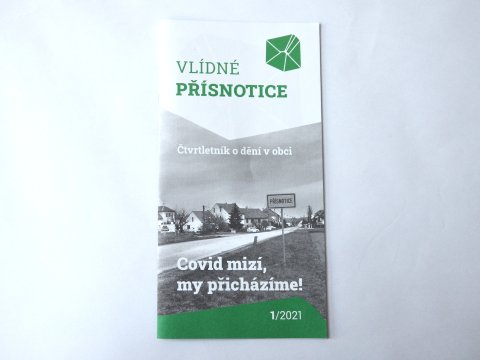 VLÍDNÉ
PŘÍSNOTICE
Čtvrtletník o dění v obci
PŘÍSNOTICE
Covid mizí,
my přicházíme!
1/2021